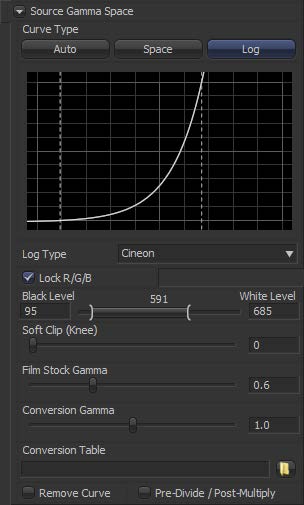 Source Gamma Space
Curve Type
Auto Space Log
Log Type Cineon
Lock R/G/B
Black Level 591 White Level
95 685
Soft Clip (Knee)
0
Film Stock Gamma
0.6
Conversion Gamma
1.0
Conversion Table
Remove Curve Pre-Divide / Post-Multiply